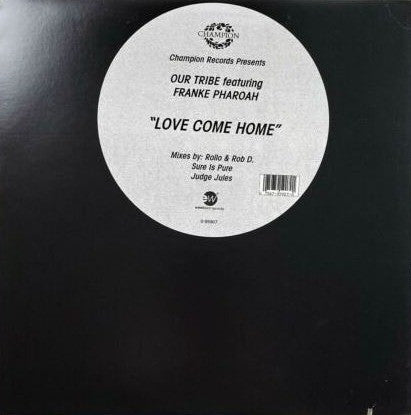 CHAMPION
Champion Records Presents
OUR TRIBE featuring
FRANKE PHAROAH
"LOVE COME HOME"
Mixes by: Rollo & Rob D.
Sure Is Pure
Judge Jules
ew